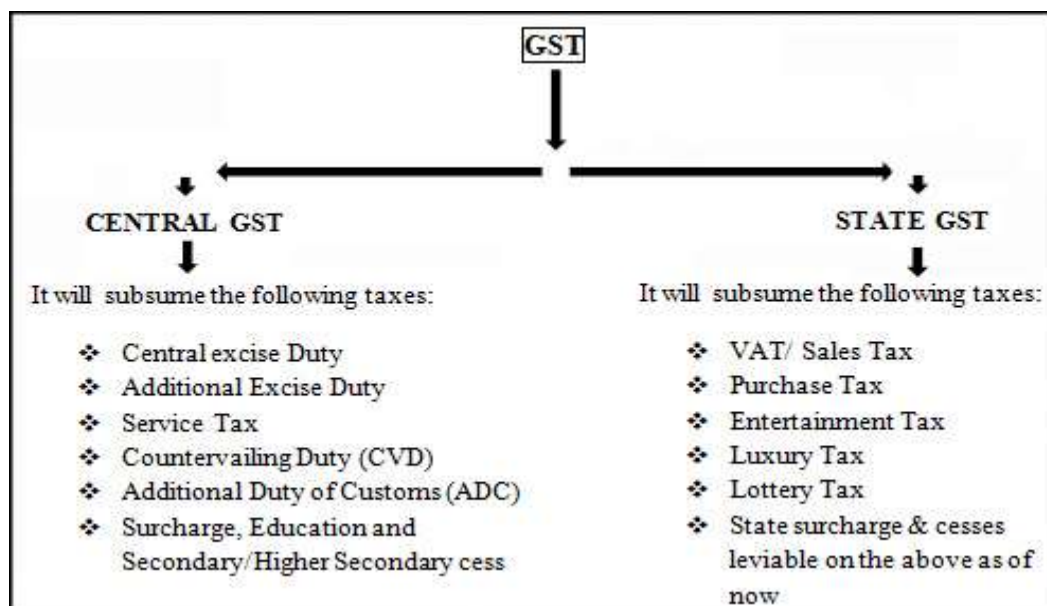 GST
CENTRAL GST
It will subsume the following taxes:
❖ Central excise Duty
❖ Additional Excise Duty
❖ Service Tax
❖ Countervailing Duty (CVD)
❖ Additional Duty of Customs (ADC)
❖ Surcharge, Education and
Secondary/Higher Secondary cess
STATE GST
It will subsume the following taxes:
❖ VAT/ Sales Tax
❖ Purchase Tax
❖ Entertainment Tax
❖ Luxury Tax
❖ Lottery Tax
❖ State surcharge & cesses
leviable on the above as of
now